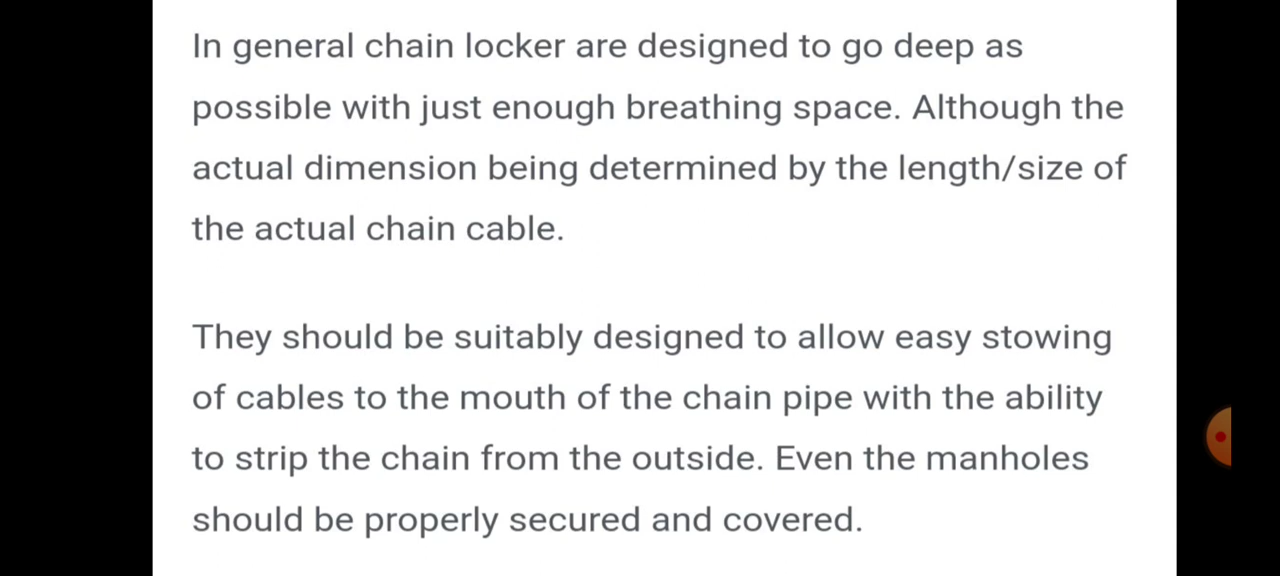 In general chain locker are designed to go deep as
possible with just enough breathing space. Although the
actual dimension being determined by the length/size of
the actual chain cable.
They should be suitably designed to allow easy stowing
of cables to the mouth of the chain pipe with the ability
to strip the chain from the outside. Even the manholes
should be properly secured and covered.